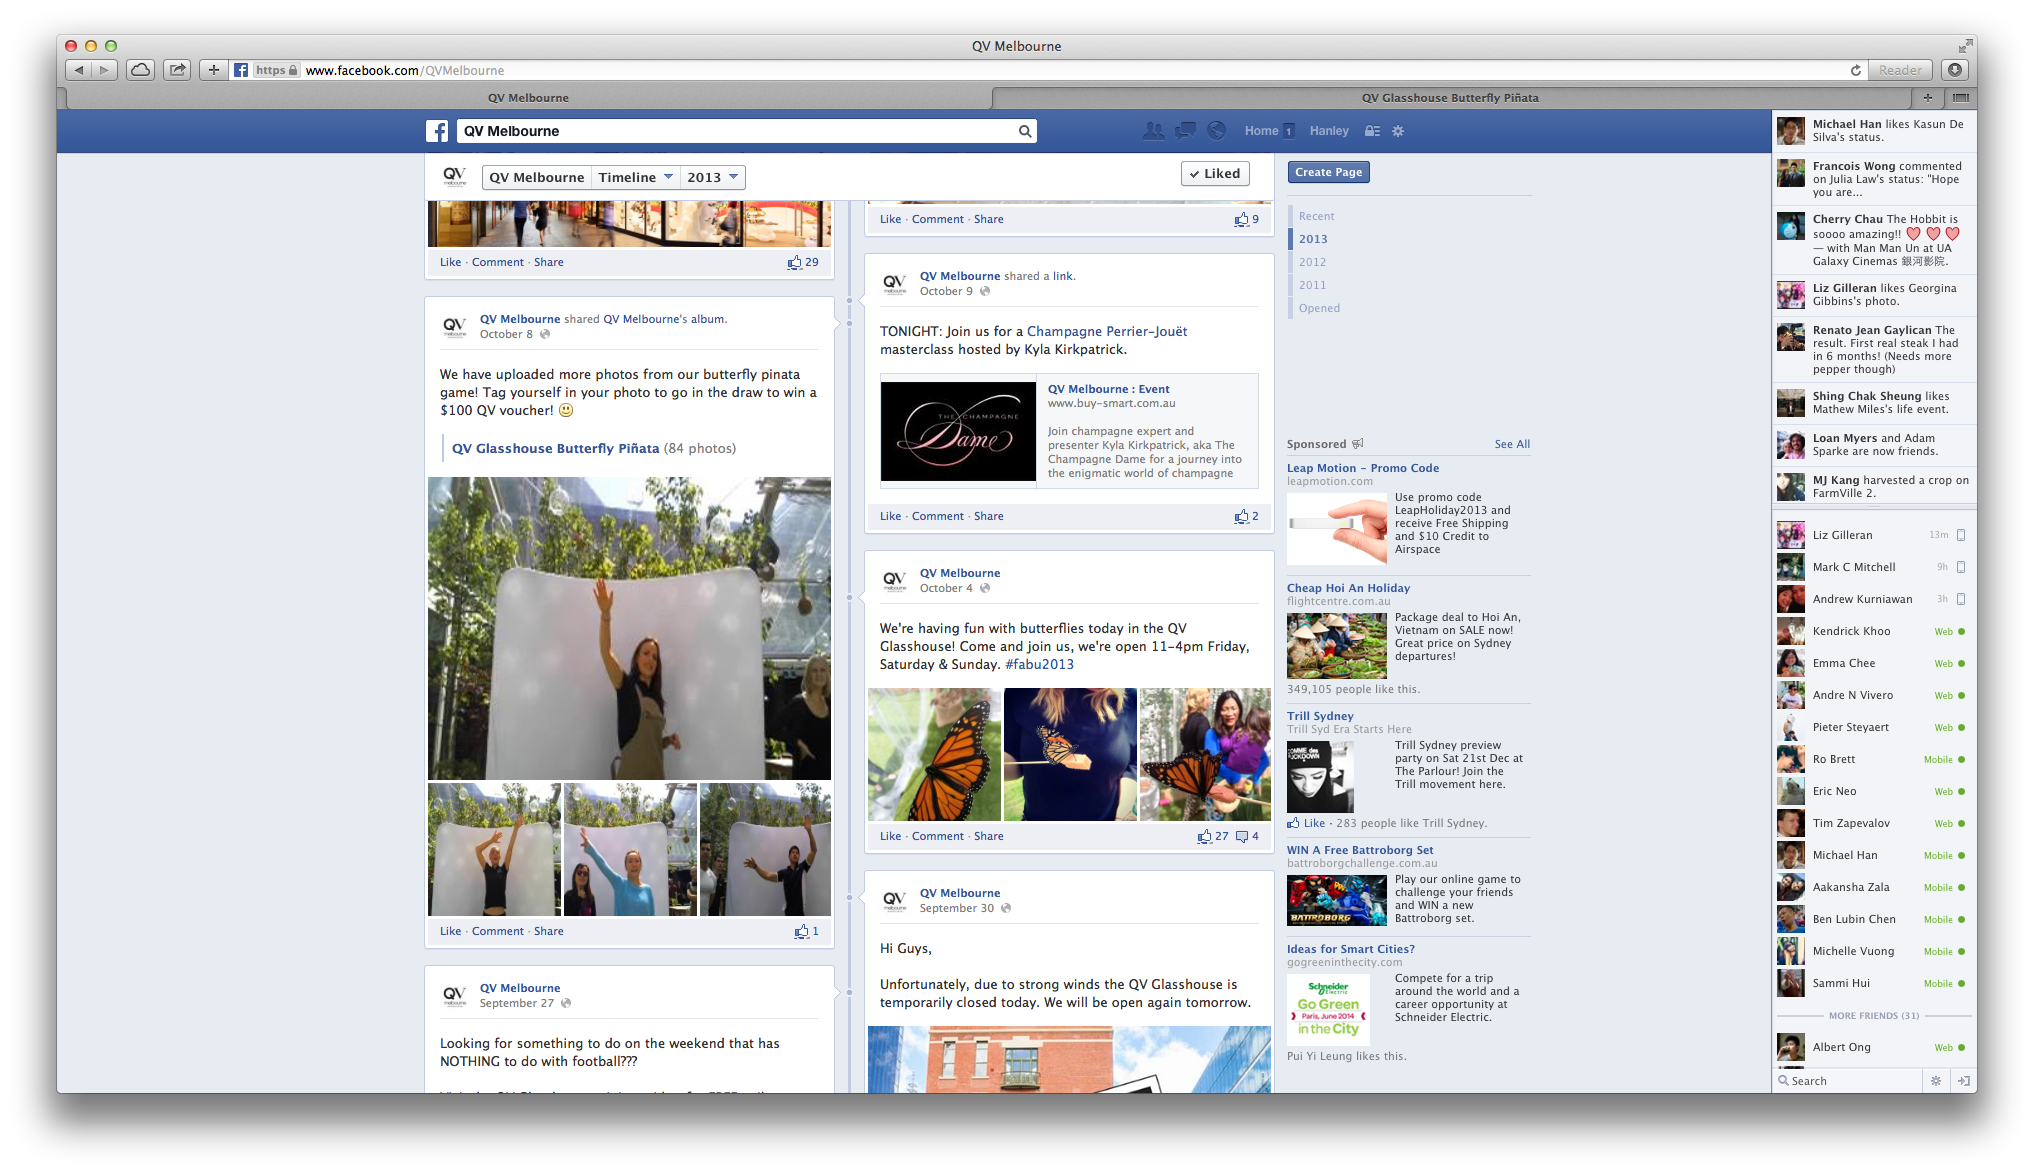 QV Melbourne
https
www.facebook.com/QVMelbourne
Reader
QV Melbourne
QV Glasshouse Butterfly Piñata
QV Melbourne
Home 1
Hanley
QV
QV Melbourne
Timeline
2013
Liked
Create Page
Like · Comment · Share
29
QV Melbourne shared QV Melbourne's album.
October 8
We have uploaded more photos from our butterfly pinata
game! Tag yourself in your photo to go in the draw to win a
$100 QV voucher!
QV Glasshouse Butterfly Piñata (84 photos)
Like · Comment · Share
1
QV Melbourne
September 27
Looking for something to do on the weekend that has
NOTHING to do with football???
Like · Comment · Share
9
QV Melbourne shared a link.
October 9
TONIGHT: Join us for a Champagne Perrier-Jouët
masterclass hosted by Kyla Kirkpatrick.
THE CHAMPAGNE
Dame
QV Melbourne : Event
www.buy-smart.com.au
Join champagne expert and
presenter Kyla Kirkpatrick, aka The
Champagne Dame for a journey into
the enigmatic world of champagne
Like · Comment · Share
2
QV Melbourne
October 4
We're having fun with butterflies today in the QV
Glasshouse! Come and join us, we're open 11-4pm Friday,
Saturday & Sunday. #fabu2013
Like · Comment · Share
27
4
QV Melbourne
September 30
Hi Guys,
Unfortunately, due to strong winds the QV Glasshouse is
temporarily closed today. We will be open again tomorrow.
Recent
2013
2012
2011
Opened
Sponsored
See All
Leap Motion - Promo Code
leapmotion.com
Use promo code
LeapHoliday2013 and
receive Free Shipping
and $10 Credit to
Airspace
Cheap Hoi An Holiday
flightcentre.com.au
Package deal to Hoi An,
Vietnam on SALE now!
Great price on Sydney
departures!
349,105 people like this.
Trill Sydney
Trill Syd Era Starts Here
Trill Sydney preview
party on Sat 21st Dec at
The Parlour! Join the
Trill movement here.
Like · 283 people like Trill Sydney.
WIN A Free Battroborg Set
battroborgchallenge.com.au
BATTROBORG
Play our online game to
challenge your friends
and WIN a new
Battroborg set.
Ideas for Smart Cities?
gogreeninthecity.com
Schneider
Electric
Go Green
Paris, June 2014
in the City
Compete for a trip
around the world and a
career opportunity at
Schneider Electric.
Pui Yi Leung likes this.
Michael Han likes Kasun De
Silva's status.
Francois Wong commented
on Julia Law's status: "Hope
you are...
Cherry Chau The Hobbit is
soooo amazing!!
— with Man Man Un at UA
Galaxy Cinemas 銀河影院.
Liz Gilleran likes Georgina
Gibbins's photo.
Renato Jean Gaylican The
result. First real steak I had
in 6 months! (Needs more
pepper though)
Shing Chak Sheung likes
Mathew Miles's life event.
Loan Myers and Adam
Sparke are now friends.
MJ Kang harvested a crop on
FarmVille 2.
Liz Gilleran 13m
Mark C Mitchell 9h
Andrew Kurniawan 3h
Kendrick Khoo Web
Emma Chee Web
Andre N Vivero Web
Pieter Steyaert Web
Ro Brett Mobile
Eric Neo Web
Tim Zapevalov Web
Michael Han Mobile
Aakansha Zala Mobile
Ben Lubin Chen Mobile
Michelle Vuong Mobile
Sammi Hui Mobile
MORE FRIENDS (31)
Albert Ong Web
Search